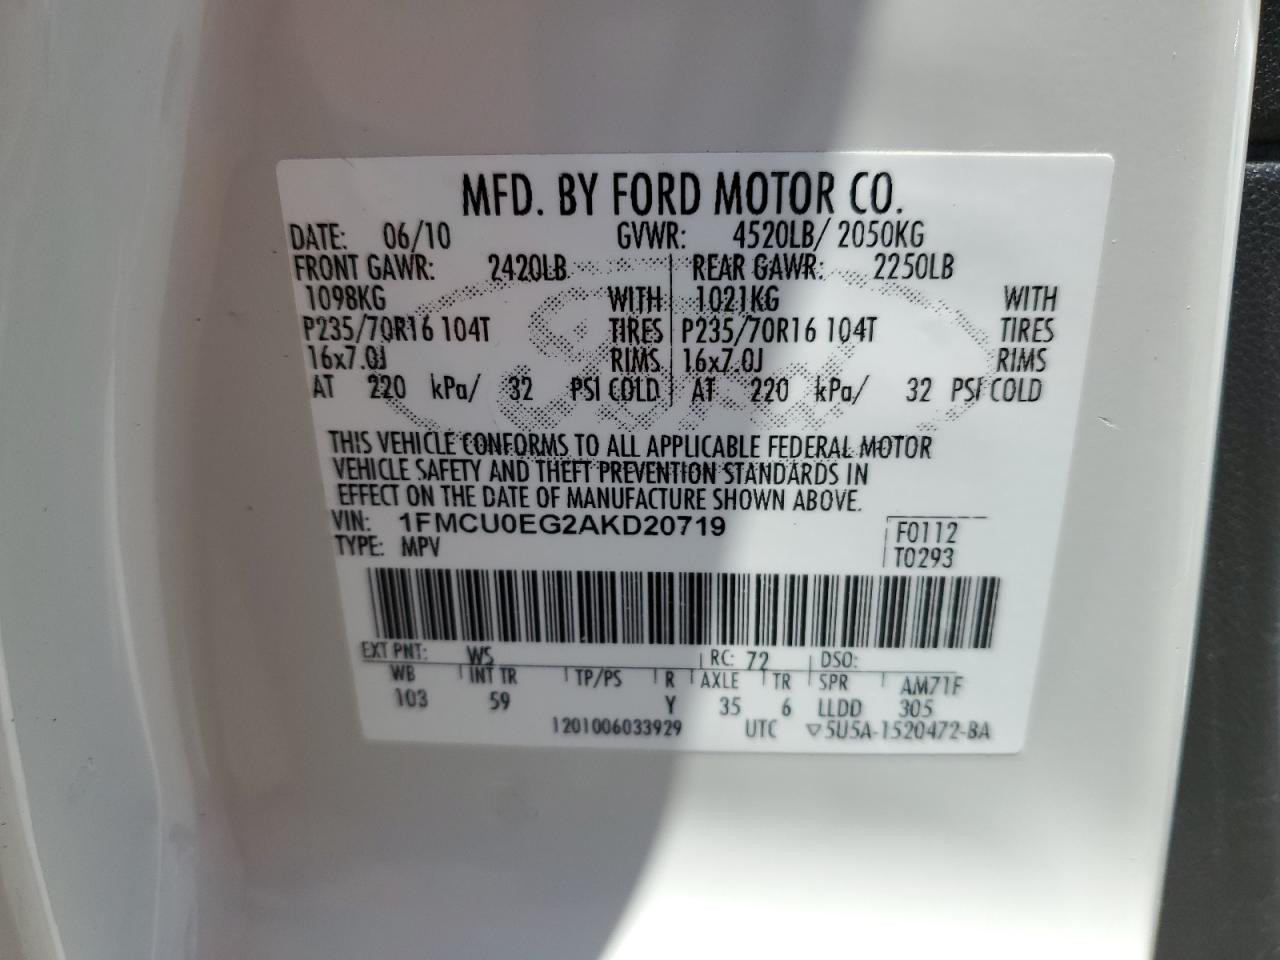 MFD. BY FORD MOTOR CO.
DATE: 06/10 GVWR: 4520LB/ 2050KG
FRONT GAWR: 2420LB REAR GAWR: 2250LB
1098KG WITH 1021KG WITH
P235/70R16 104T TIRES P235/70R16 104T TIRES
16x7.0J RIMS 16x7.0J RIMS
AT 220 kPa/ 32 PSI COLD AT 220 kPa/ 32 PSI COLD
THIS VEHICLE CONFORMS TO ALL APPLICABLE FEDERAL MOTOR
VEHICLE SAFETY AND THEFT PREVENTION STANDARDS IN
EFFECT ON THE DATE OF MANUFACTURE SHOWN ABOVE.
VIN: 1FMCU0EG2AKD20719 F0112
TYPE: MPV T0293
EXT PNT: WS RC: 72 DSO:
WB INT TR TP/PS R AXLE TR SPR AM71F
103 59 Y 35 6 LLDD 305
1201006033929 UTC ▽5U5A-1520472-BA